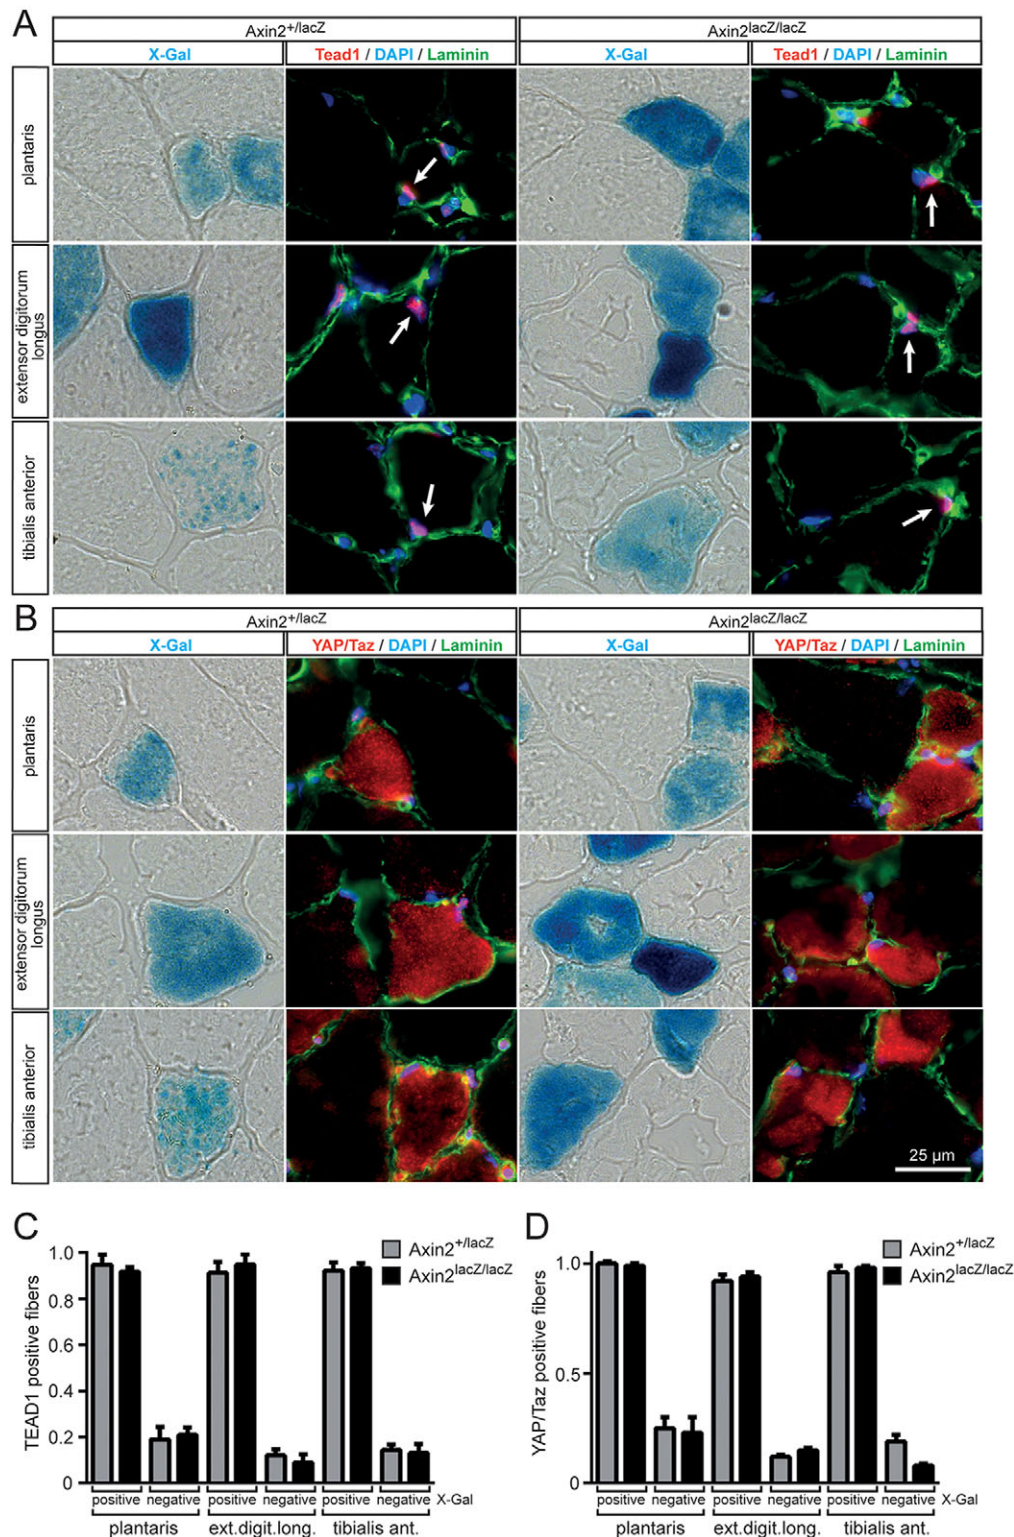 A
Axin2+/lacZ Axin2lacZ/lacZ
X-Gal Tead1 / DAPI / Laminin X-Gal Tead1 / DAPI / Laminin
plantaris
extensor digitorum
longus
tibialis anterior
B
Axin2+/lacZ Axin2lacZ/lacZ
X-Gal YAP/Taz / DAPI / Laminin X-Gal YAP/Taz / DAPI / Laminin
plantaris
extensor digitorum
longus
tibialis anterior
25 µm
C
TEAD1 positive fibers
1.0
0.8
0.6
0.4
0.2
0
Axin2+/lacZ
Axin2lacZ/lacZ
positive negative positive negative positive negative X-Gal
plantaris ext.digit.long. tibialis ant.
D
YAP/Taz positive fibers
1.0
0.5
0
Axin2+/lacZ
Axin2lacZ/lacZ
positive negative positive negative positive negative X-Gal
plantaris ext.digit.long. tibialis ant.